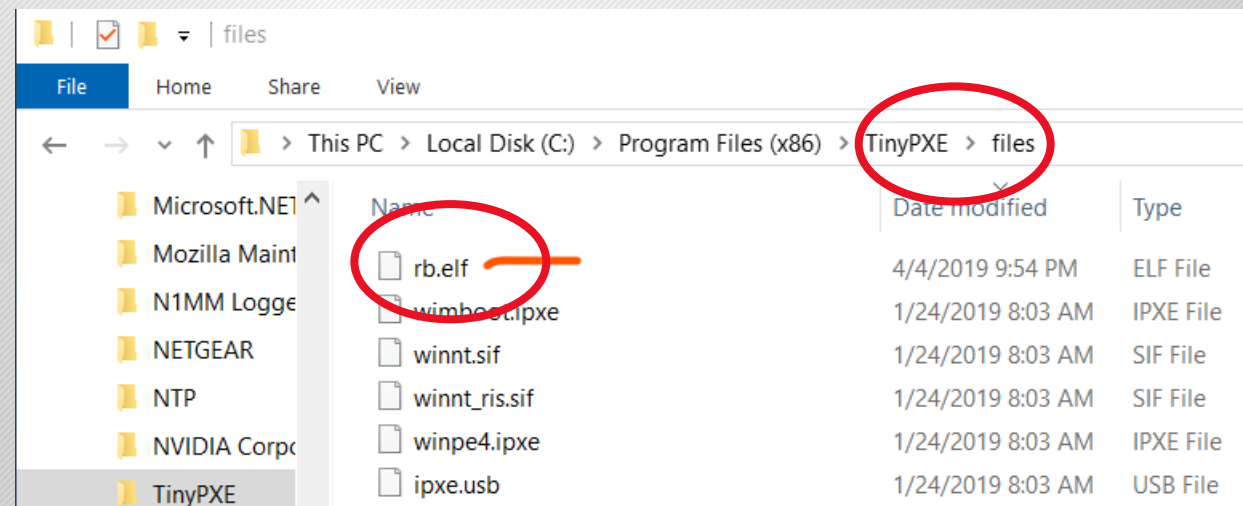 files
File Home Share View
This PC > Local Disk (C:) > Program Files (x86) > TinyPXE > files
Name Date modified Type
Microsoft.NET
Mozilla Maint
N1MM Logge
NETGEAR
NTP
NVIDIA Corpo
TinyPXE
rb.elf 4/4/2019 9:54 PM ELF File
wimboot.ipxe 1/24/2019 8:03 AM IPXE File
winnt.sif 1/24/2019 8:03 AM SIF File
winnt_ris.sif 1/24/2019 8:03 AM SIF File
winpe4.ipxe 1/24/2019 8:03 AM IPXE File
ipxe.usb 1/24/2019 8:03 AM USB File